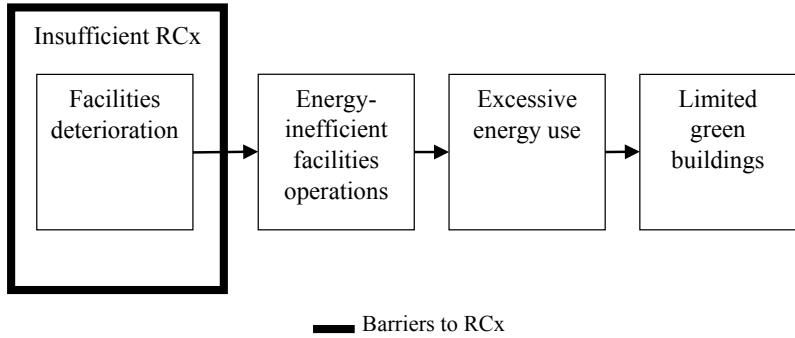 Insufficient RCx
Facilities
deterioration
Energy-
inefficient
facilities
operations
Excessive
energy use
Limited
green
buildings
Barriers to RCx